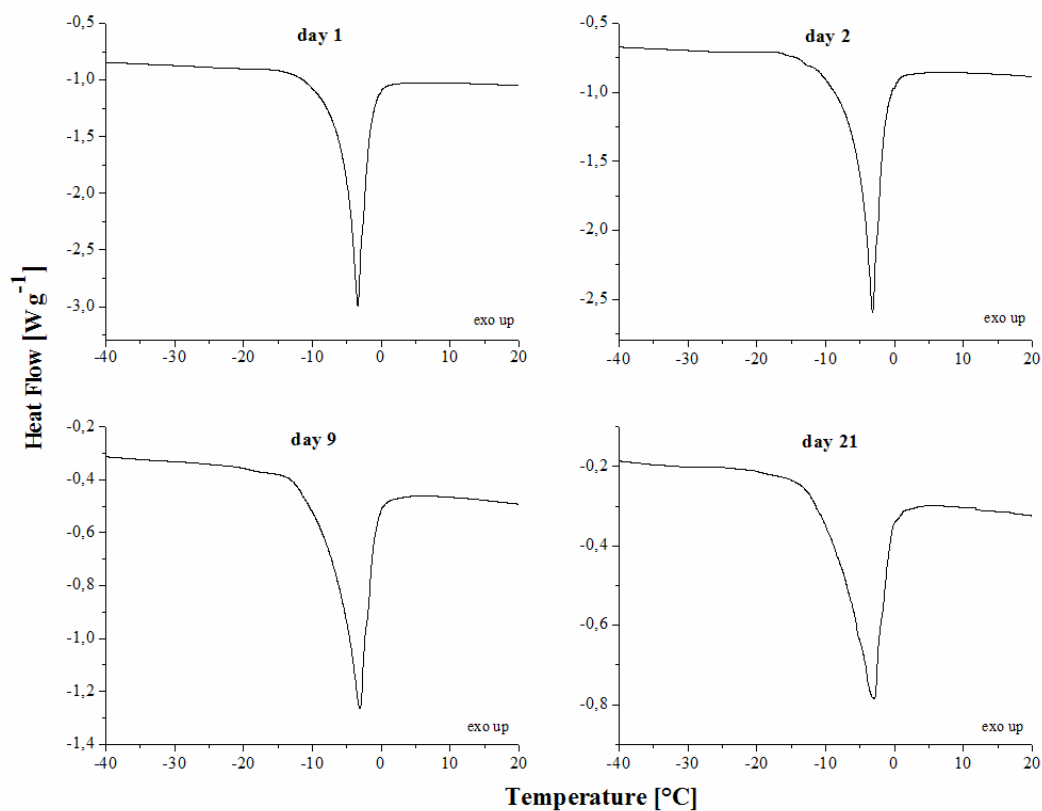 Heat Flow [W g-1]
day 1
-0,5
-1,0
-1,5
-2,0
-2,5
-3,0
exo up
-40 -30 -20 -10 0 10 20
day 2
-0,5
-1,0
-1,5
-2,0
-2,5
exo up
-40 -30 -20 -10 0 10 20
day 9
-0,2
-0,4
-0,6
-0,8
-1,0
-1,2
-1,4
exo up
-40 -30 -20 -10 0 10 20
day 21
-0,2
-0,4
-0,6
-0,8
exo up
-40 -30 -20 -10 0 10 20
Temperature [°C]